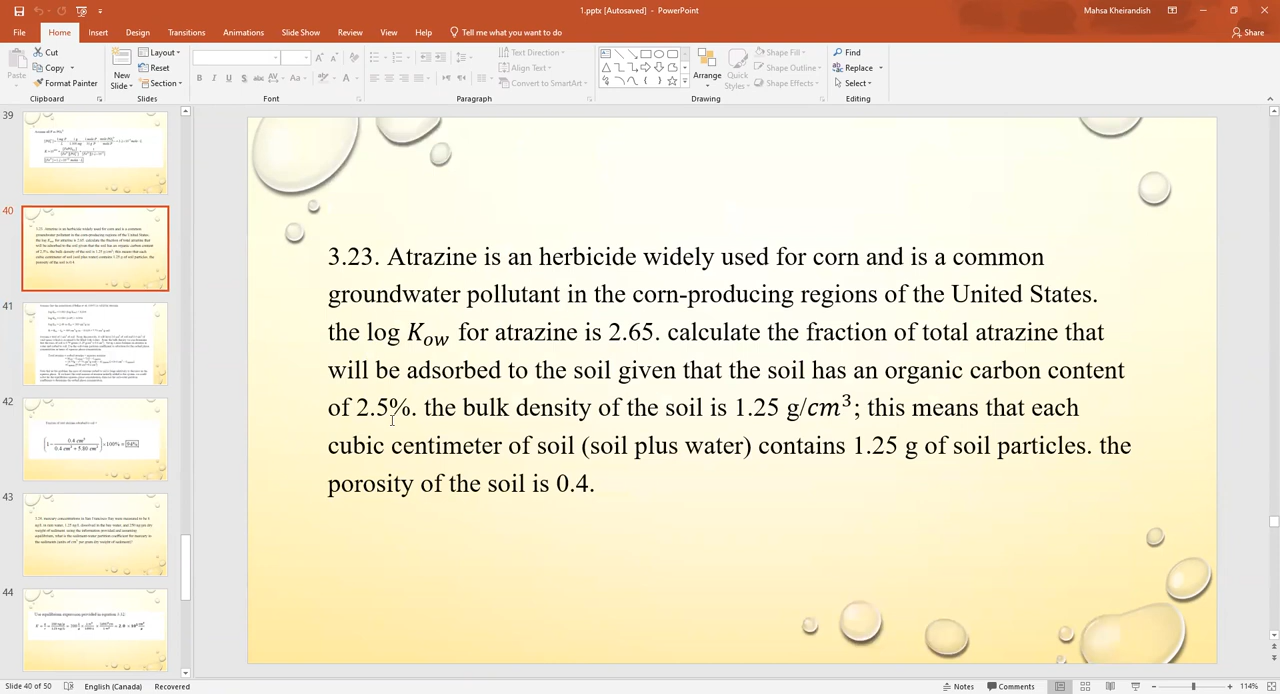 1.pptx [Autosaved] - PowerPoint
Mahsa Kheirandish
File Home Insert Design Transitions Animations Slide Show Review View Help Tell me what you want to do Share
Paste Cut Copy Format Painter Clipboard
New Slide Layout Reset Section Slides
B I U S abc AV Aa A Font
Text Direction Align Text Convert to SmartArt Paragraph
Arrange Quick Styles Shape Fill Shape Outline Shape Effects Drawing
Find Replace Select Editing
39
40
41
42
43
44
3.23. Atrazine is an herbicide widely used for corn and is a common
groundwater pollutant in the corn-producing regions of the United States.
the log K_ow for atrazine is 2.65. calculate the fraction of total atrazine that
will be adsorbed to the soil given that the soil has an organic carbon content
of 2.5%. the bulk density of the soil is 1.25 g/cm³; this means that each
cubic centimeter of soil (soil plus water) contains 1.25 g of soil particles. the
porosity of the soil is 0.4.
Slide 40 of 50 English (Canada) Recovered Notes Comments 114%